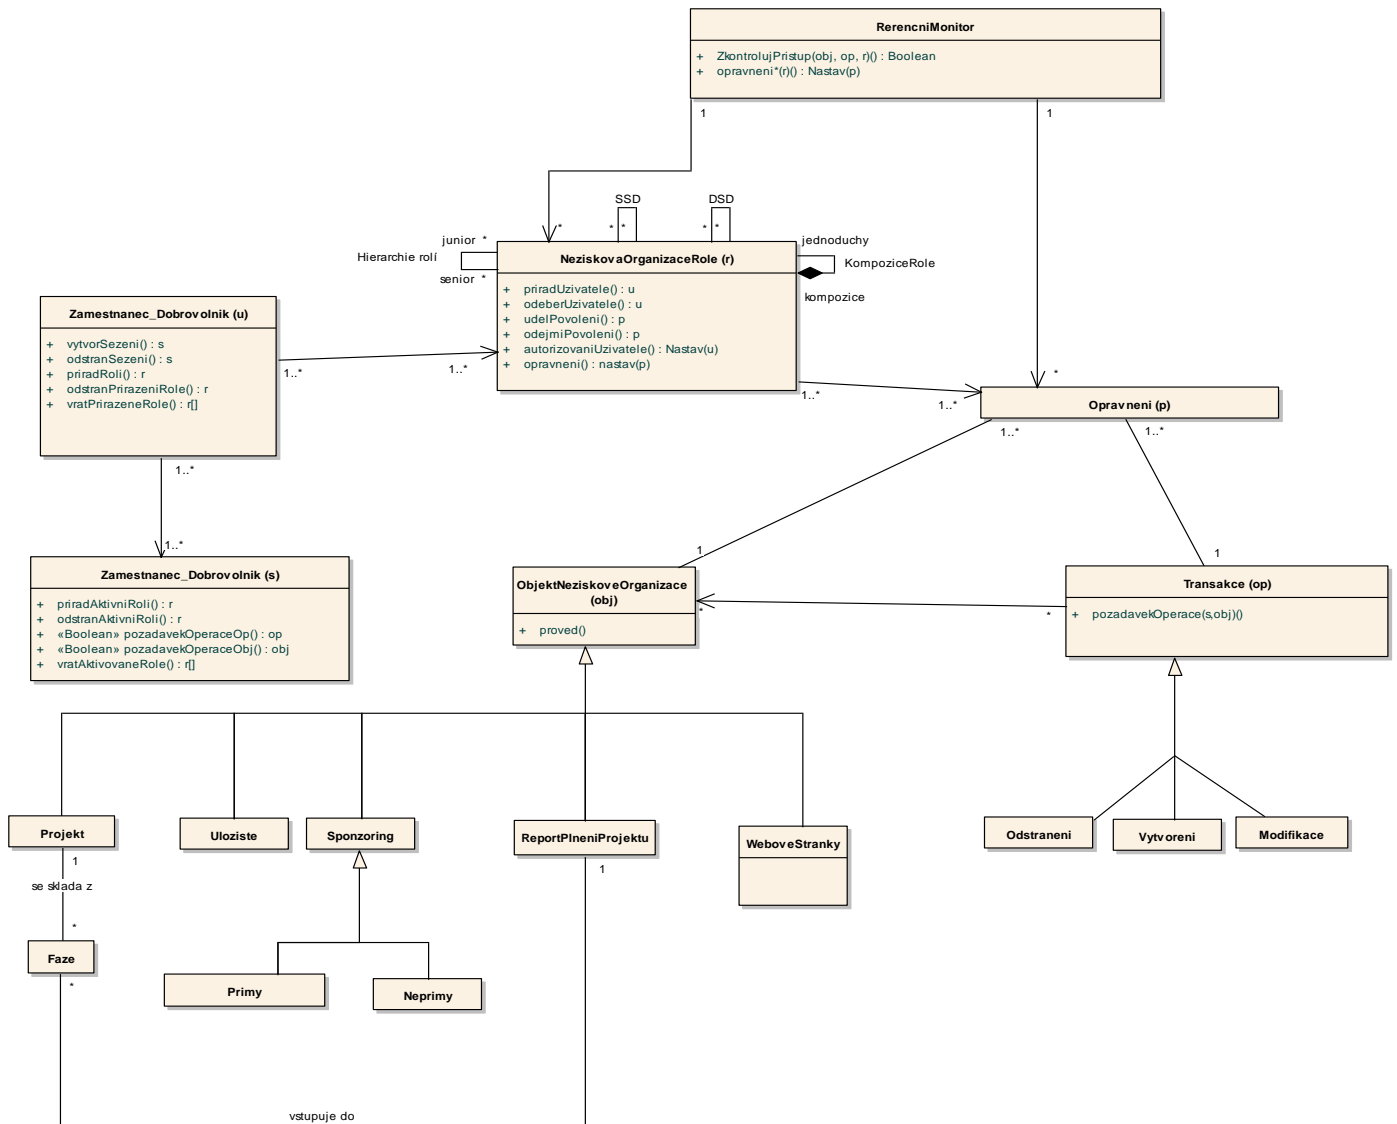 RerencniMonitor
+ ZkontrolujPristup(obj, op, r)() : Boolean
+ opravneni*(r)() : Nastav(p)
1
1
SSD
DSD
*
* *
* *
junior *
Hierarchie rolí
senior *
jednoduchy
KompoziceRole
kompozice
NeziskovaOrganizaceRole (r)
+ priradUzivatele() : u
+ odeberUzivatele() : u
+ udelPovoleni() : p
+ odejmiPovoleni() : p
+ autorizovaniUzivatele() : Nastav(u)
+ opravneni() : nastav(p)
Zamestnanec_Dobrovolnik (u)
+ vytvorSezeni() : s
+ odstranSezeni() : s
+ priradRoli() : r
+ odstranPrirazeniRole() : r
+ vratPrirazeneRole() : r[]
1..*
1..*
1..*
1..*
*
Opravneni (p)
1..*
1..*
1..*
1..*
1
1
Zamestnanec_Dobrovolnik (s)
+ priradAktivniRoli() : r
+ odstranAktivniRoli() : r
+ «Boolean» pozadavekOperaceOp() : op
+ «Boolean» pozadavekOperaceObj() : obj
+ vratAktivovaneRole() : r[]
ObjektNeziskoveOrganizace
(obj)
+ proved()
*
*
Transakce (op)
+ pozadavekOperace(s,obj)()
Projekt
Uloziste
Sponzoring
ReportPlneniProjektu
WeboveStranky
Odstraneni
Vytvoreni
Modifikace
1
se sklada z
*
1
Faze
*
Primy
Neprimy
vstupuje do